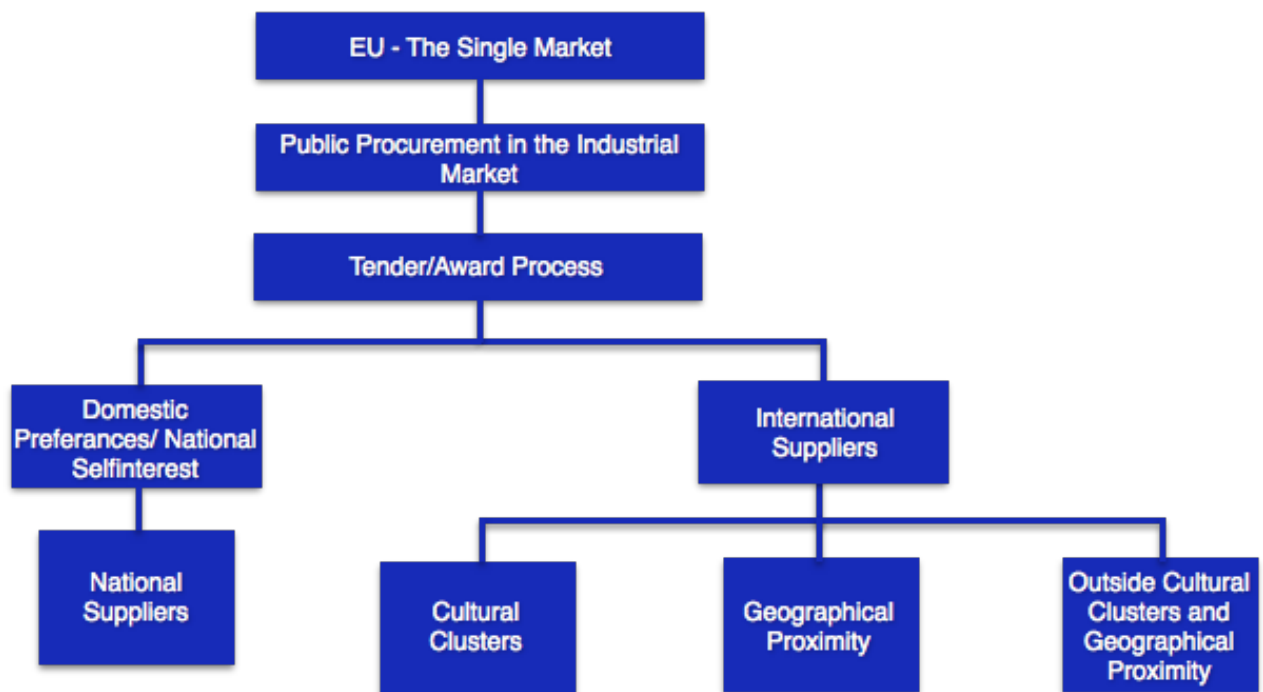 EU - The Single Market
Public Procurement in the Industrial
Market
Tender/Award Process
Domestic
Preferances/ National
Selfinterest
International
Suppliers
National
Suppliers
Cultural
Clusters
Geographical
Proximity
Outside Cultural
Clusters and
Geographical
Proximity